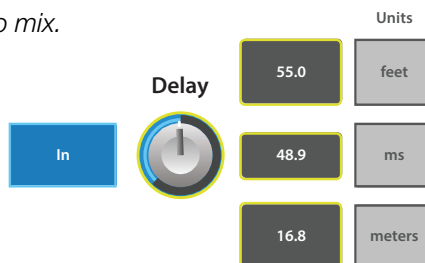 o mix.
Units
Delay
55.0 feet
In
48.9 ms
16.8 meters